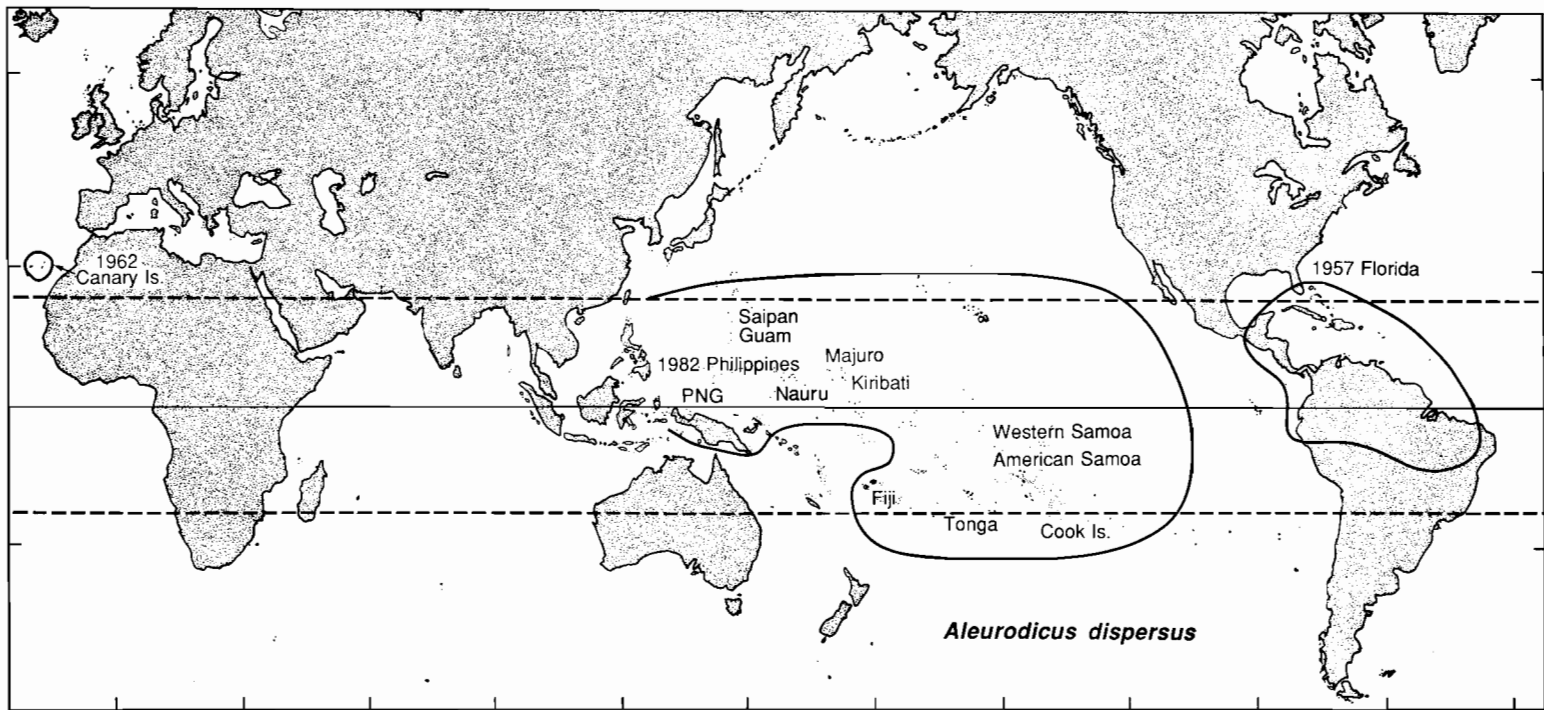 1962
Canary Is.
1957 Florida
Saipan
Guam
1982 Philippines
Majuro
Kiribati
PNG
Nauru
Western Samoa
American Samoa
Fiji
Tonga
Cook Is.
Aleurodicus dispersus